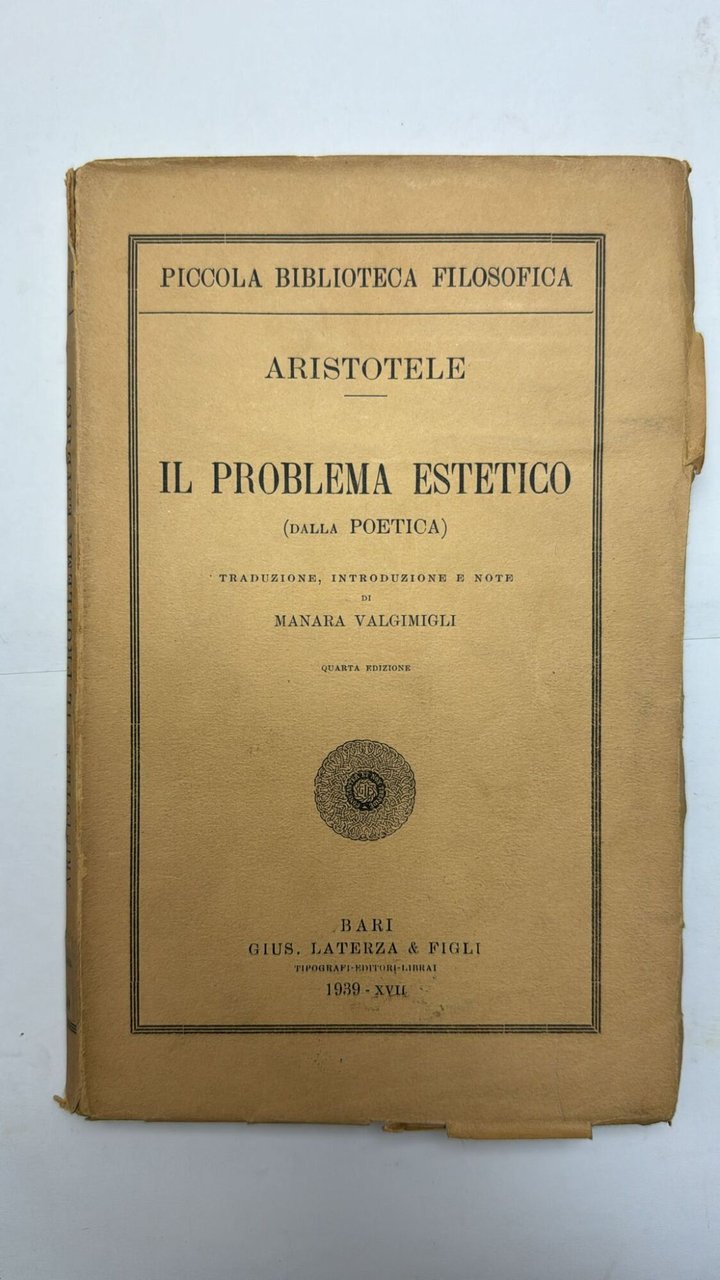 PICCOLA BIBLIOTECA FILOSOFICA
ARISTOTELE
IL PROBLEMA ESTETICO
(DALLA POETICA)
TRADUZIONE, INTRODUZIONE E NOTE
DI
MANARA VALGIMIGLI
QUARTA EDIZIONE
BARI
GIUS. LATERZA & FIGLI
TIPOGRAFI-EDITORI-LIBRAI
1939 - XVII